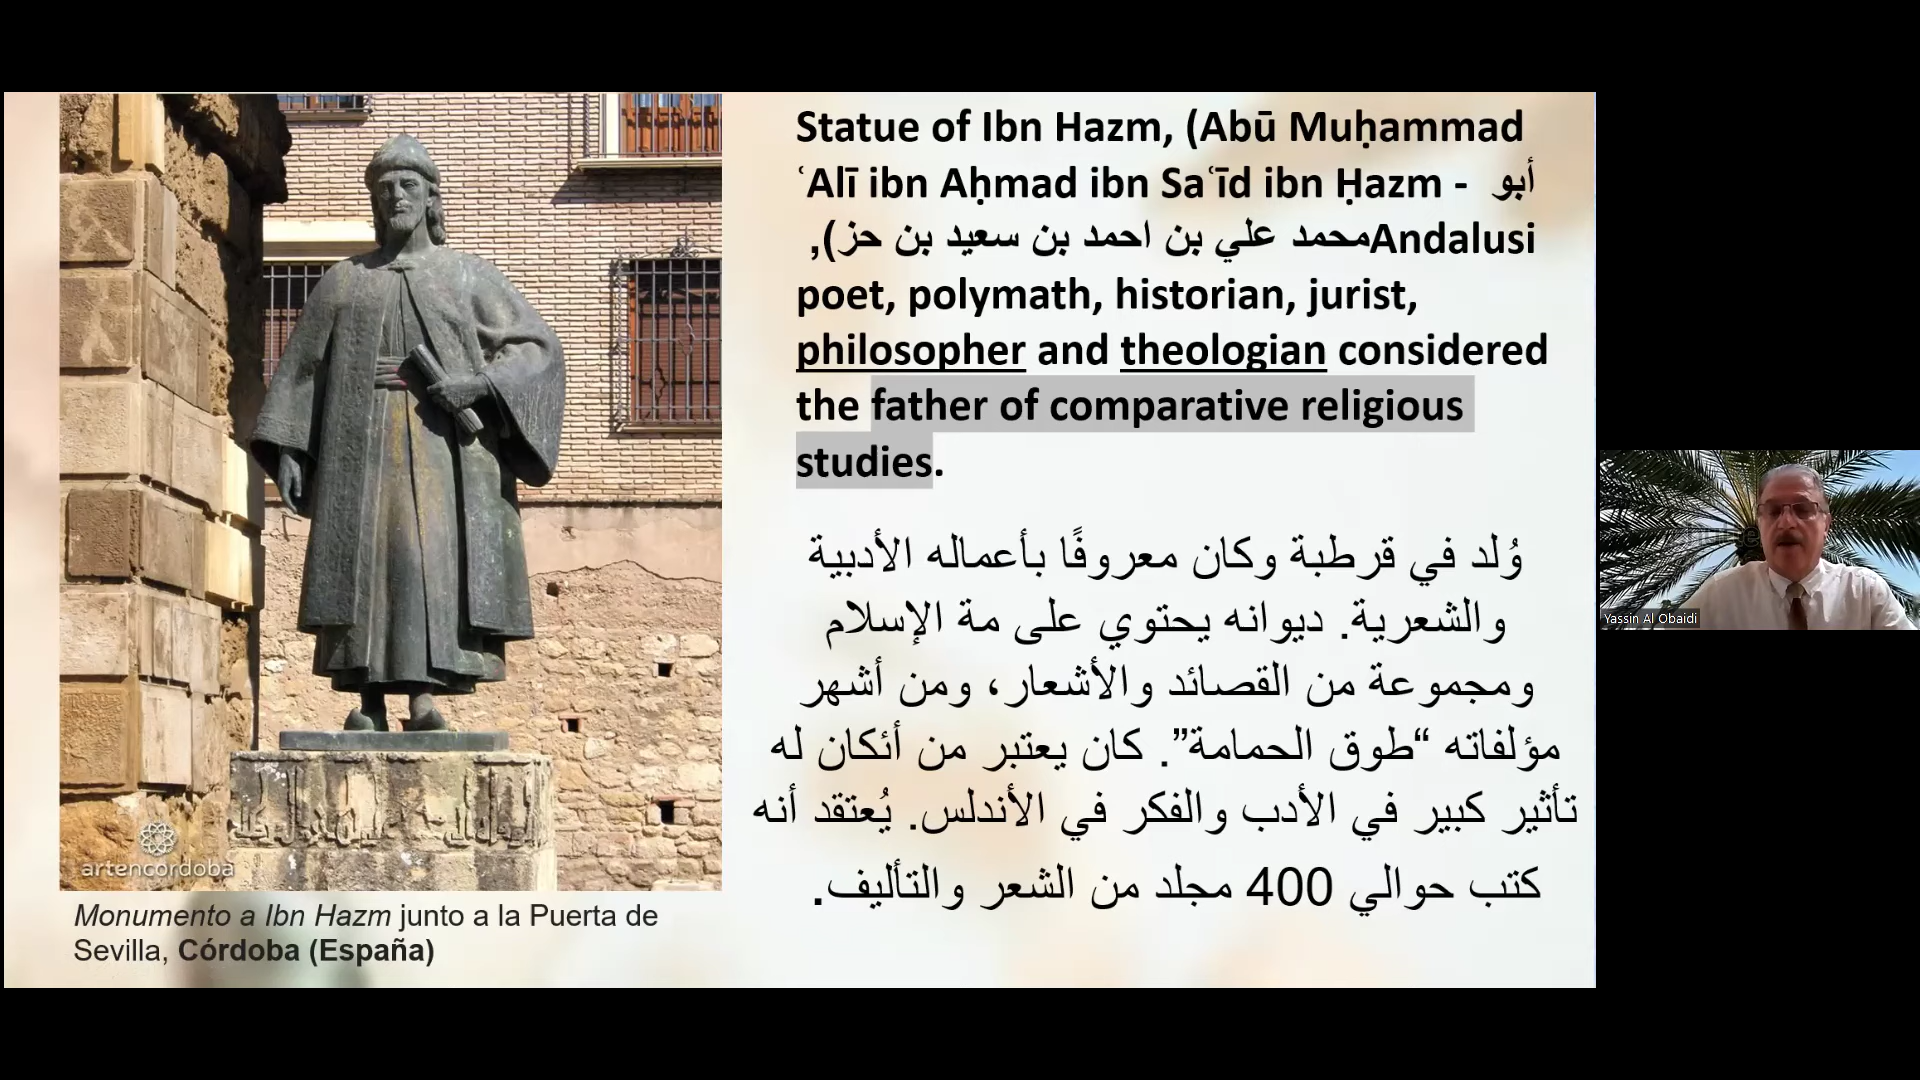 Statue of Ibn Hazm, (Abū Muḥammad
ʿAlī ibn Aḥmad ibn Saʿīd ibn Ḥazm - أبو
محمد علي بن احمد بن سعيد بن حز), Andalusi
poet, polymath, historian, jurist,
philosopher and theologian considered
the father of comparative religious
studies.
وُلد في قرطبة وكان معروفًا بأعماله الأدبية
والشعرية. ديوانه يحتوي على مة الإسلام
ومجموعة من القصائد والأشعار، ومن أشهر
مؤلفاته “طوق الحمامة”. كان يعتبر من أئكان له
تأثير كبير في الأدب والفكر في الأندلس. يُعتقد أنه
كتب حوالي 400 مجلد من الشعر والتأليف.
artencordoba
Monumento a Ibn Hazm junto a la Puerta de
Sevilla, Córdoba (España)
Yassin Al Obaidi